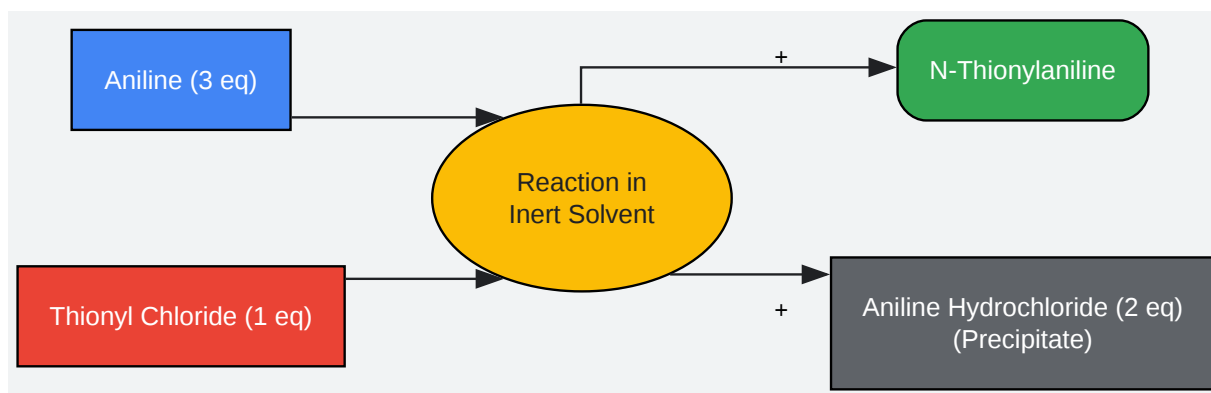 Aniline (3 eq)
+
N-Thionylaniline
Reaction in
Inert Solvent
Thionyl Chloride (1 eq)
+
Aniline Hydrochloride (2 eq)
(Precipitate)